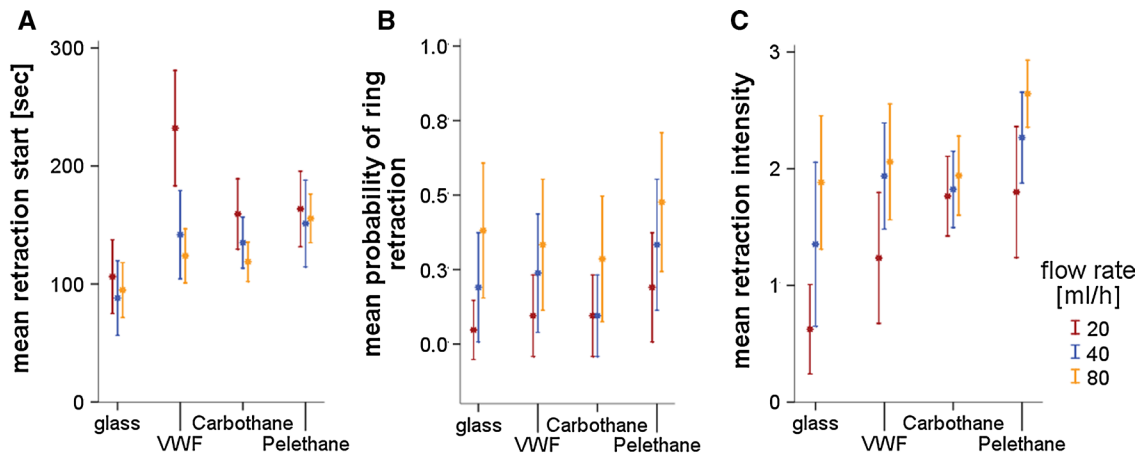 A
mean retraction start [sec]
300
200
100
0
glass
VWF
Carbothane
Pelethane
B
mean probability of ring
retraction
1.0
0.8
0.5
0.3
0.0
glass
VWF
Carbothane
Pelethane
C
mean retraction intensity
3
2
1
0
glass
VWF
Carbothane
Pelethane
flow rate
[ml/h]
20
40
80